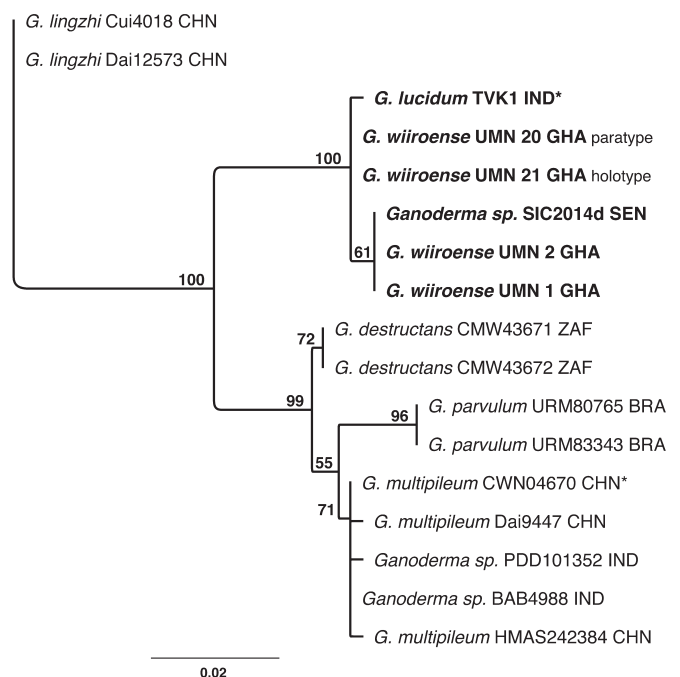 G. lingzhi Cui4018 CHN
G. lingzhi Dai12573 CHN
G. lucidum TVK1 IND*
G. wiiroense UMN 20 GHA paratype
100
G. wiiroense UMN 21 GHA holotype
Ganoderma sp. SIC2014d SEN
61
G. wiiroense UMN 2 GHA
100
G. wiiroense UMN 1 GHA
G. destructans CMW43671 ZAF
72
G. destructans CMW43672 ZAF
99
G. parvulum URM80765 BRA
96
G. parvulum URM83343 BRA
55
G. multipileum CWN04670 CHN*
71
G. multipileum Dai9447 CHN
Ganoderma sp. PDD101352 IND
Ganoderma sp. BAB4988 IND
G. multipileum HMAS242384 CHN
0.02